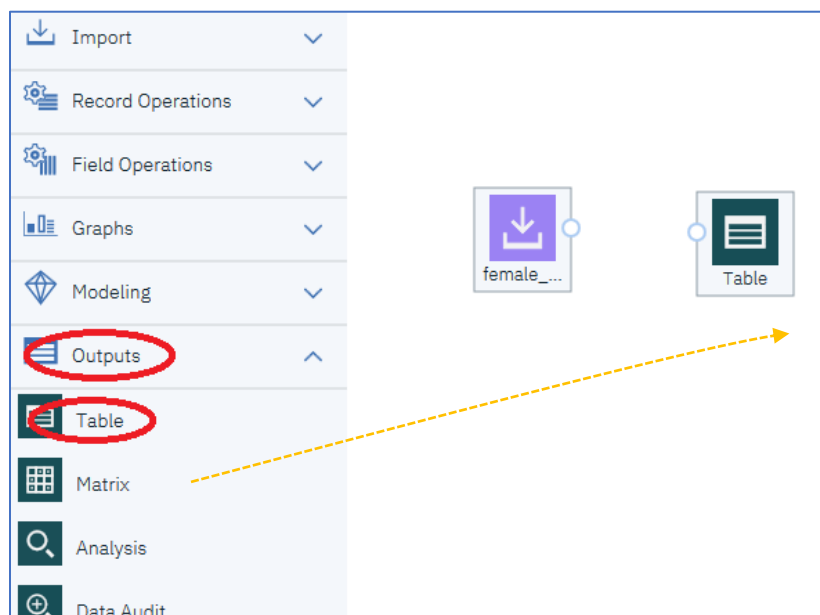 Import
Record Operations
Field Operations
Graphs
Modeling
Outputs
Table
Matrix
Analysis
Data Audit
female_...
Table